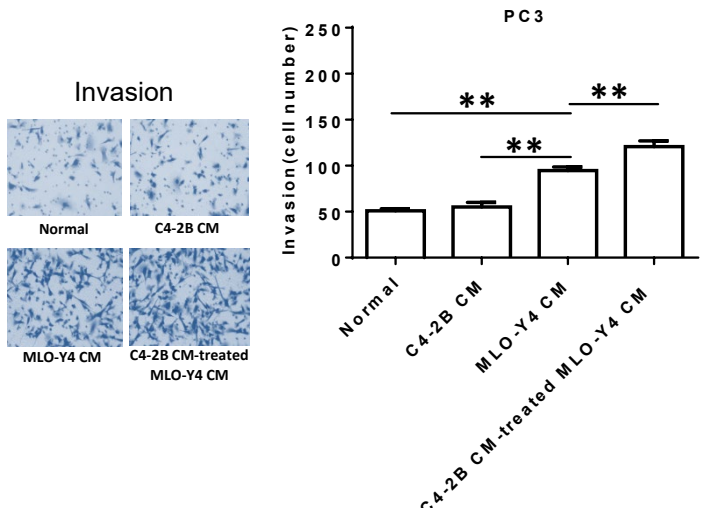 Invasion
Normal
C4-2B CM
MLO-Y4 CM
C4-2B CM-treated
MLO-Y4 CM
PC3
Invasion(cell number)
250
200
150
100
50
0
**
**
**
Normal
C4-2B CM
MLO-Y4 CM
C4-2B CM-treated MLO-Y4 CM